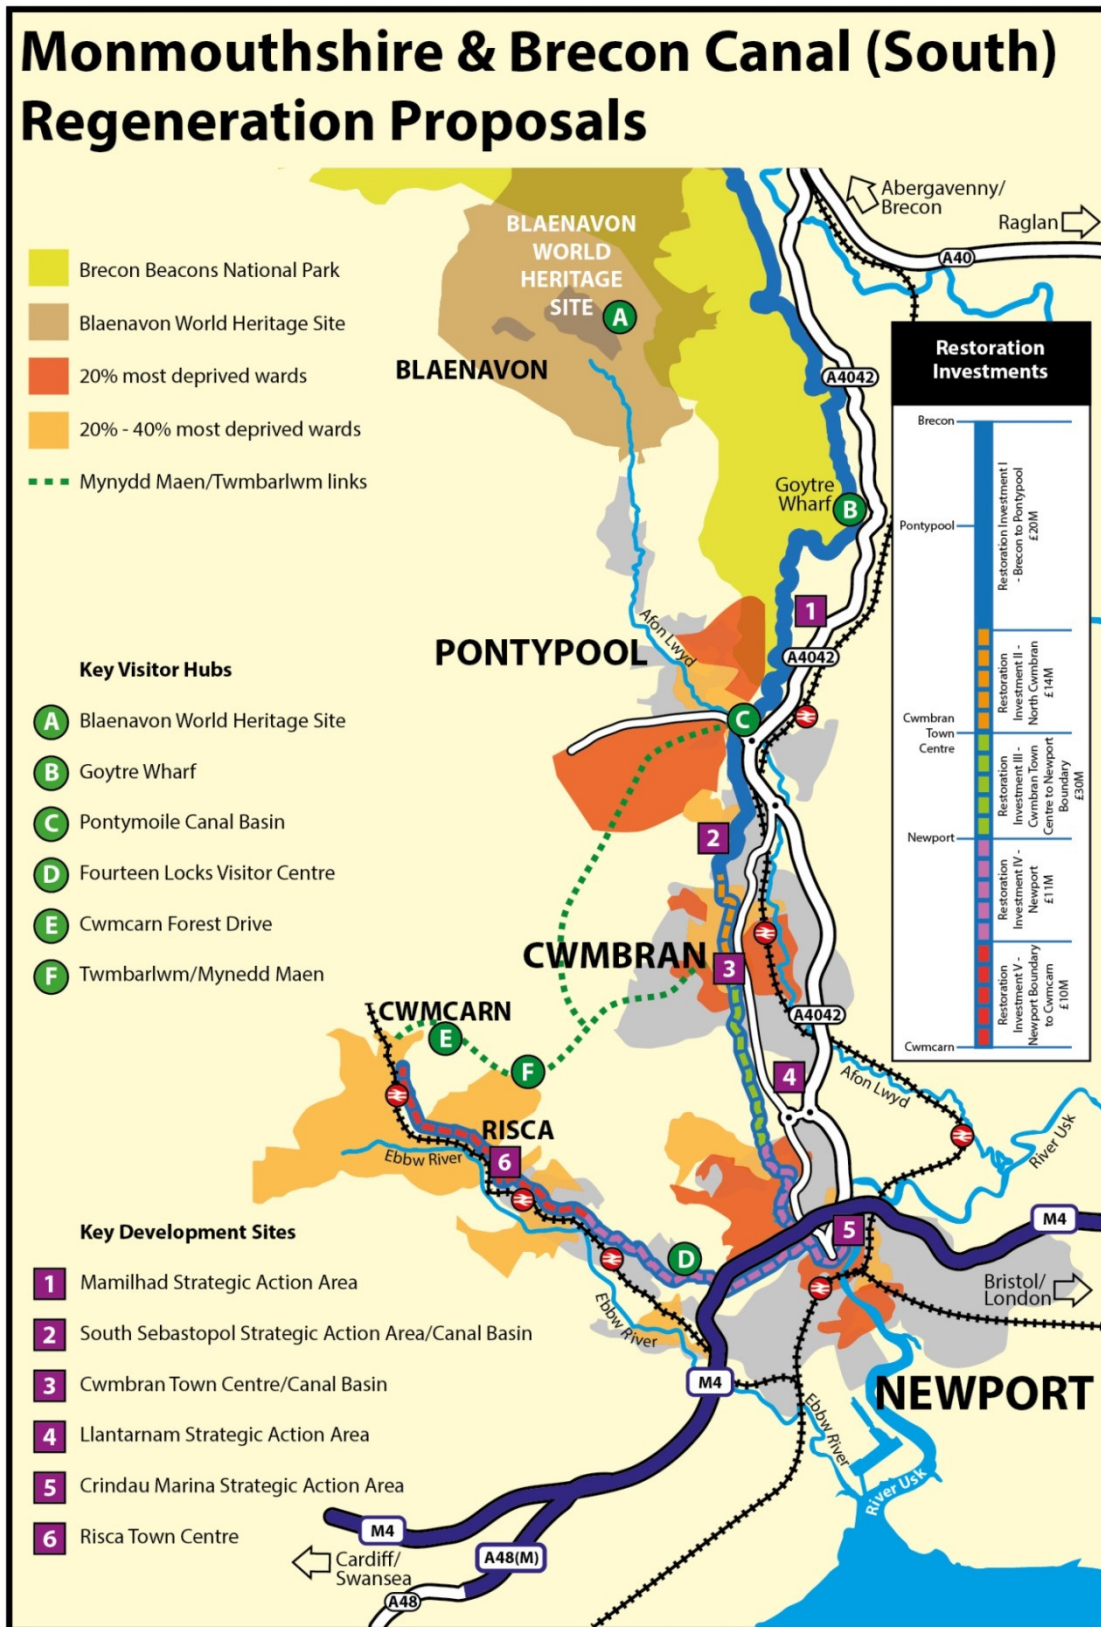 Monmouthshire & Brecon Canal (South)
Regeneration Proposals
Abergavenny/
Brecon
Raglan
A40
BLAENAVON
WORLD
HERITAGE
SITE
A
Brecon Beacons National Park
Blaenavon World Heritage Site
20% most deprived wards
20% - 40% most deprived wards
Mynydd Maen/Twmbarlwm links
BLAENAVON
A4042
Goytre
Wharf
B
Restoration
Investments
Brecon
Pontypool
Cwmbran
Town
Centre
Newport
Cwmcarn
Restoration Investment I
- Brecon to Pontypool
£20M
Restoration
Investment II -
North Cwmbran
£14M
Restoration
Investment III -
Cwmbran Town
Centre to Newport
Boundary
£30M
Restoration
Investment IV -
Newport
£11M
Restoration
Investment V -
Newport Boundary
to Cwmcarn
£10M
1
Afon Lwyd
PONTYPOOL
A4042
C
2
CWMBRAN
3
A4042
4
Afon Lwyd
River Usk
CWMCARN
E
F
RISCA
Ebbw River
6
D
Ebbw River
5
M4
Bristol/
London
M4
NEWPORT
Ebbw River
River Usk
M4
A48(M)
Cardiff/
Swansea
A48
Key Visitor Hubs
A Blaenavon World Heritage Site
B Goytre Wharf
C Pontymoile Canal Basin
D Fourteen Locks Visitor Centre
E Cwmcarn Forest Drive
F Twmbarlwm/Mynedd Maen
Key Development Sites
1 Mamilhad Strategic Action Area
2 South Sebastopol Strategic Action Area/Canal Basin
3 Cwmbran Town Centre/Canal Basin
4 Llantarnam Strategic Action Area
5 Crindau Marina Strategic Action Area
6 Risca Town Centre